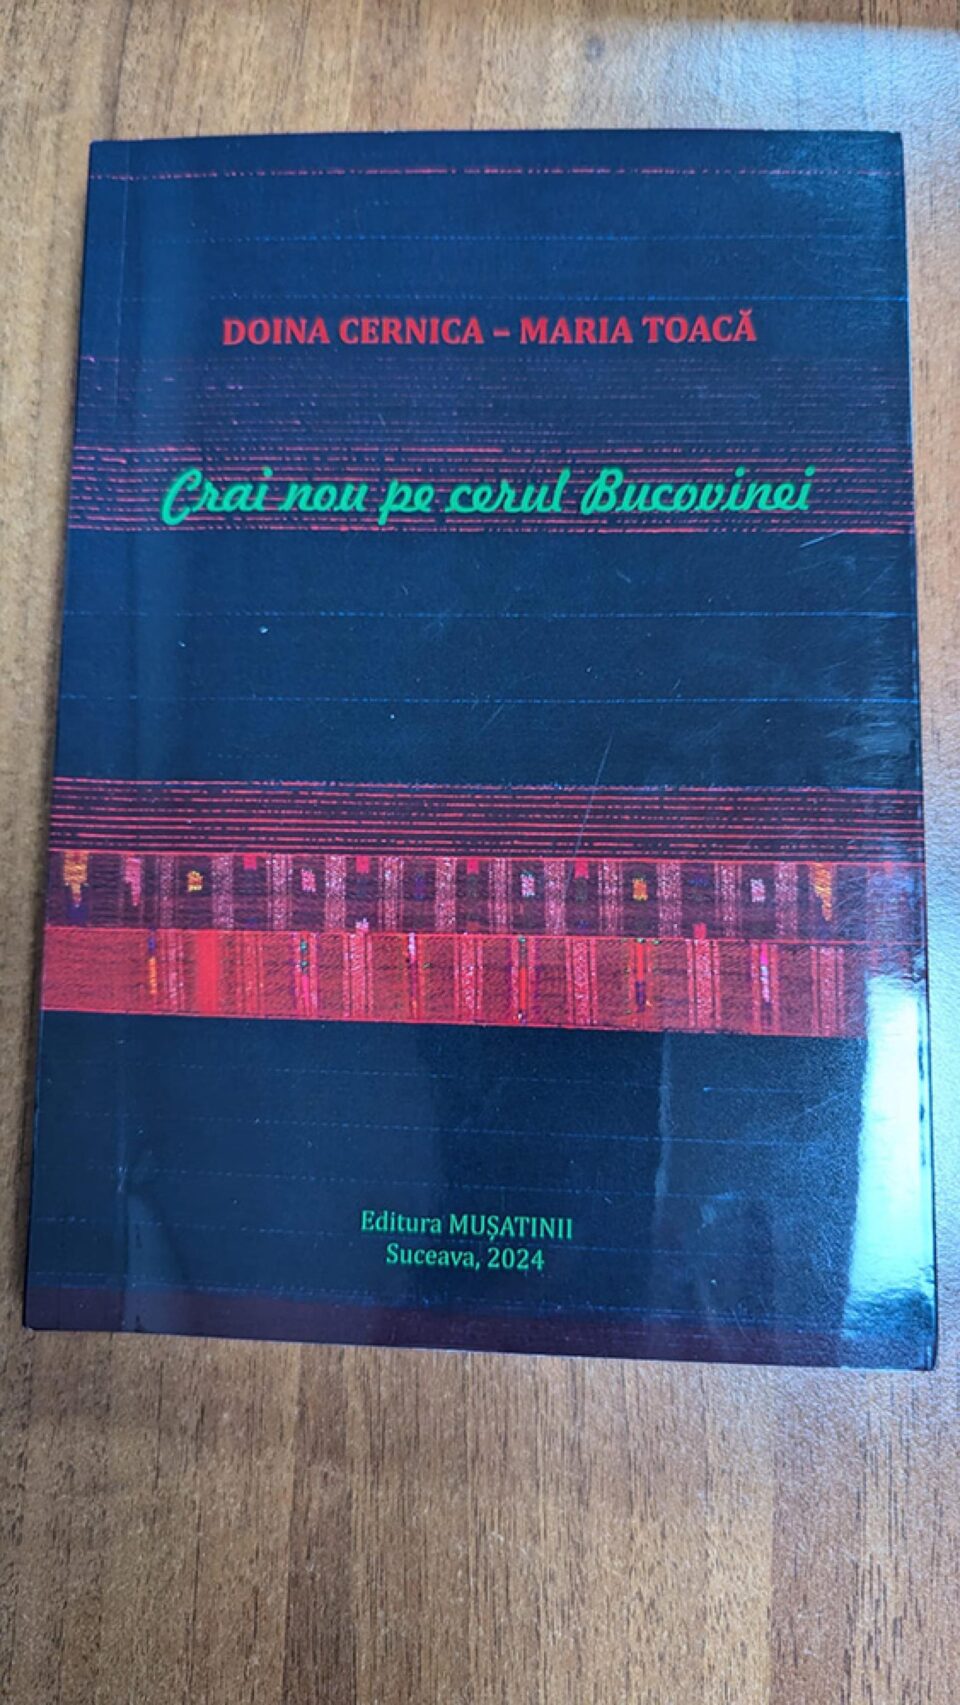 DOINA CERNICA – MARIA TOACĂ
Crai nou pe cerul Bucovinei
Editura MUȘATINII
Suceava, 2024